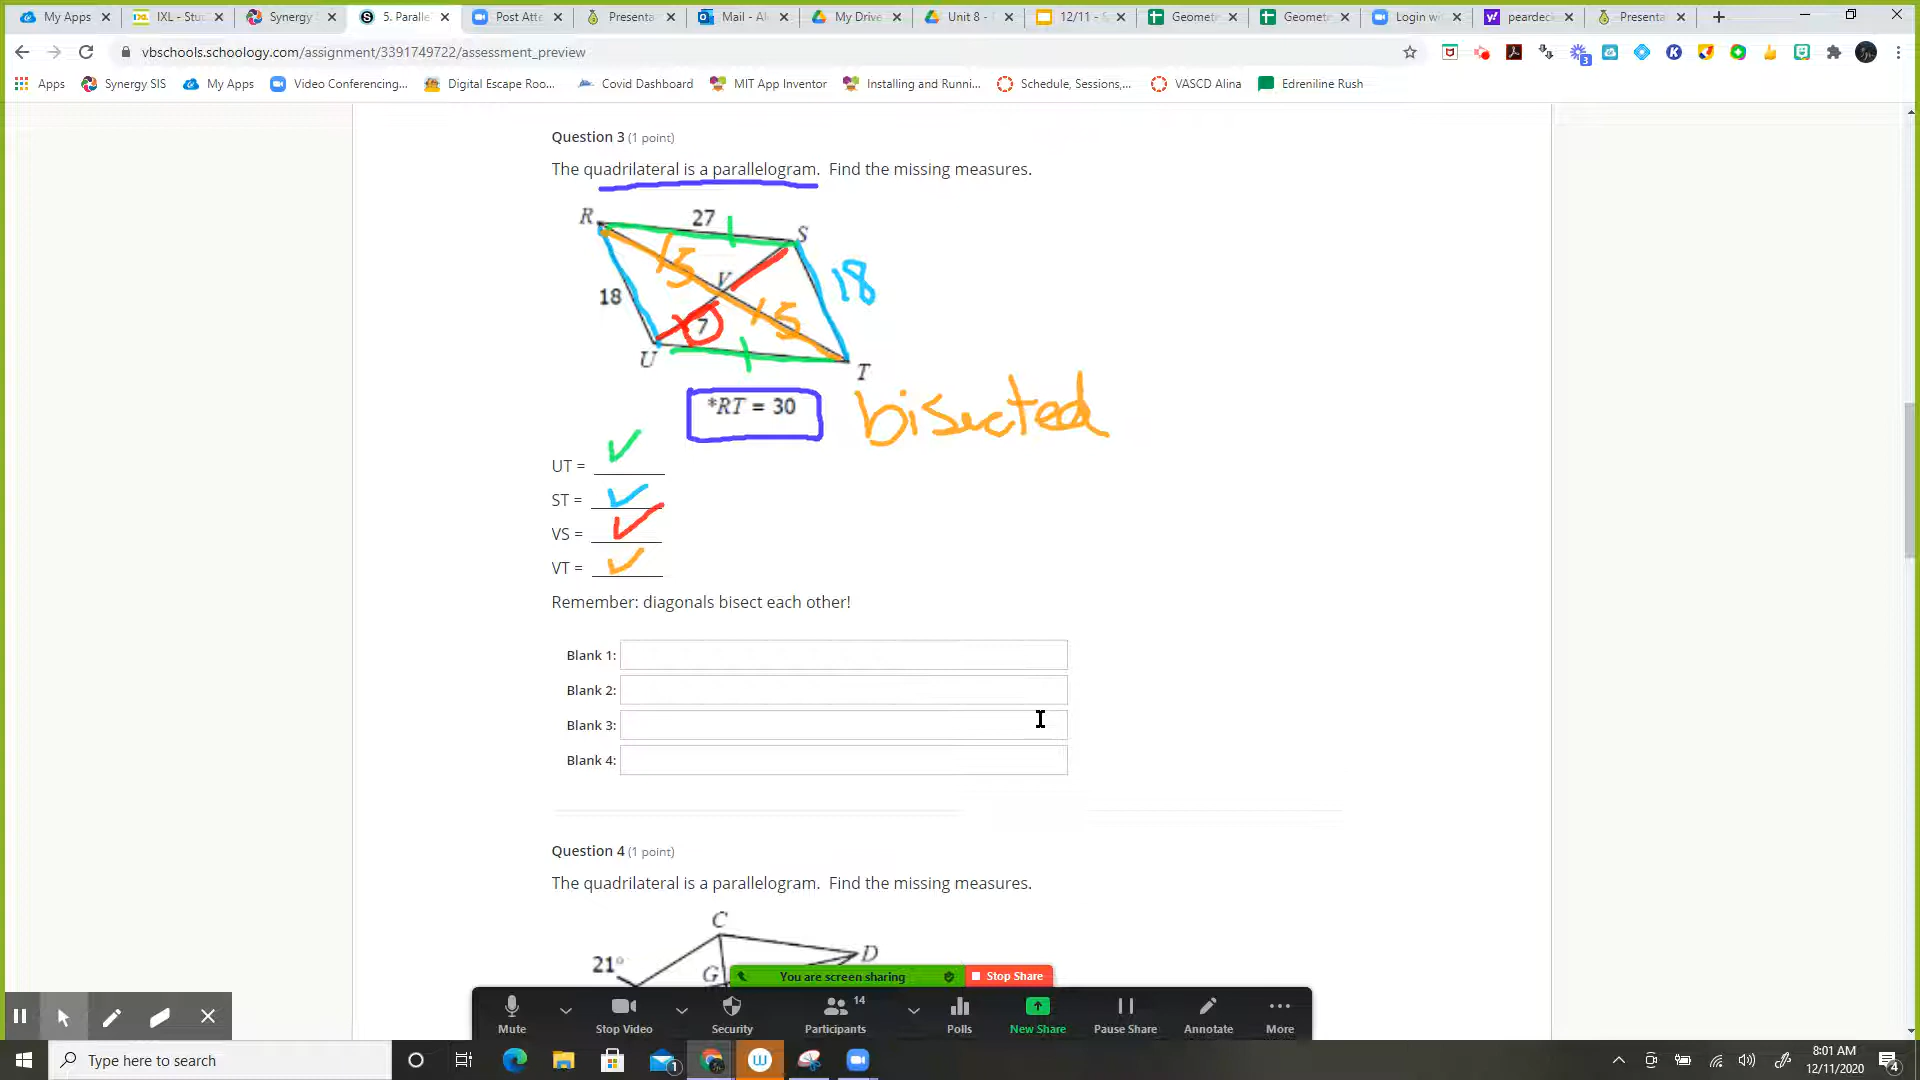 My Apps
IXL - Stud
Synergy
5. Paralle
Post Atte
Presenta
Mail - Al
My Drive
Unit 8 -
12/11 - S
Geomet
Geomet
Login w
peardec
Presenta
vbschools.schoology.com/assignment/3391749722/assessment_preview
Apps
Synergy SIS
My Apps
Video Conferencing...
Digital Escape Roo...
Covid Dashboard
MIT App Inventor
Installing and Runni...
Schedule, Sessions,...
VASCD Alina
Edreniline Rush
Question 3 (1 point)
The quadrilateral is a parallelogram. Find the missing measures.
R 27 S
15 V 18
18 15
7
U T
*RT = 30 bisected
UT =
ST =
VS =
VT =
Remember: diagonals bisect each other!
Blank 1:
Blank 2:
Blank 3:
Blank 4:
Question 4 (1 point)
The quadrilateral is a parallelogram. Find the missing measures.
C
D
21°
G
You are screen sharing Stop Share
14
Mute Stop Video Security Participants Polls New Share Pause Share Annotate More
Type here to search
8:01 AM
12/11/2020